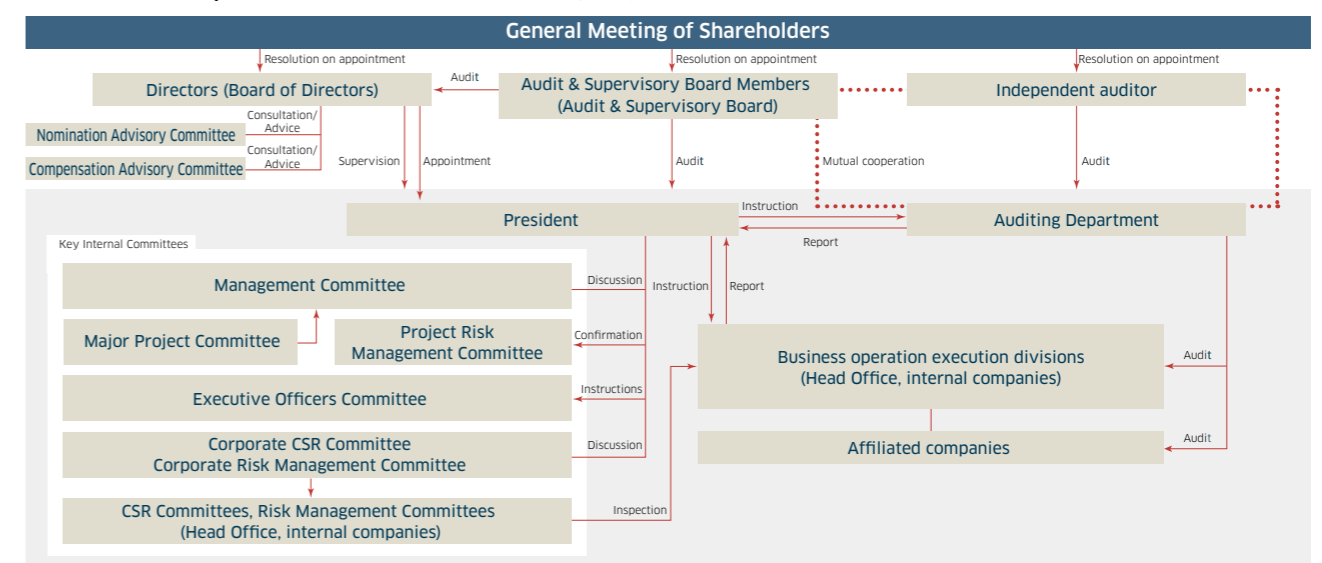 General Meeting of Shareholders
Resolution on appointment
Resolution on appointment
Resolution on appointment
Directors (Board of Directors)
Audit
Audit & Supervisory Board Members
(Audit & Supervisory Board)
Independent auditor
Consultation/
Advice
Nomination Advisory Committee
Consultation/
Advice
Compensation Advisory Committee
Supervision
Appointment
Audit
Mutual cooperation
Audit
President
Instruction
Report
Auditing Department
Key Internal Committees
Management Committee
Discussion
Instruction
Report
Major Project Committee
Project Risk
Management Committee
Confirmation
Business operation execution divisions
(Head Office, internal companies)
Audit
Executive Officers Committee
Instructions
Corporate CSR Committee
Corporate Risk Management Committee
Discussion
Affiliated companies
Audit
CSR Committees, Risk Management Committees
(Head Office, internal companies)
Inspection